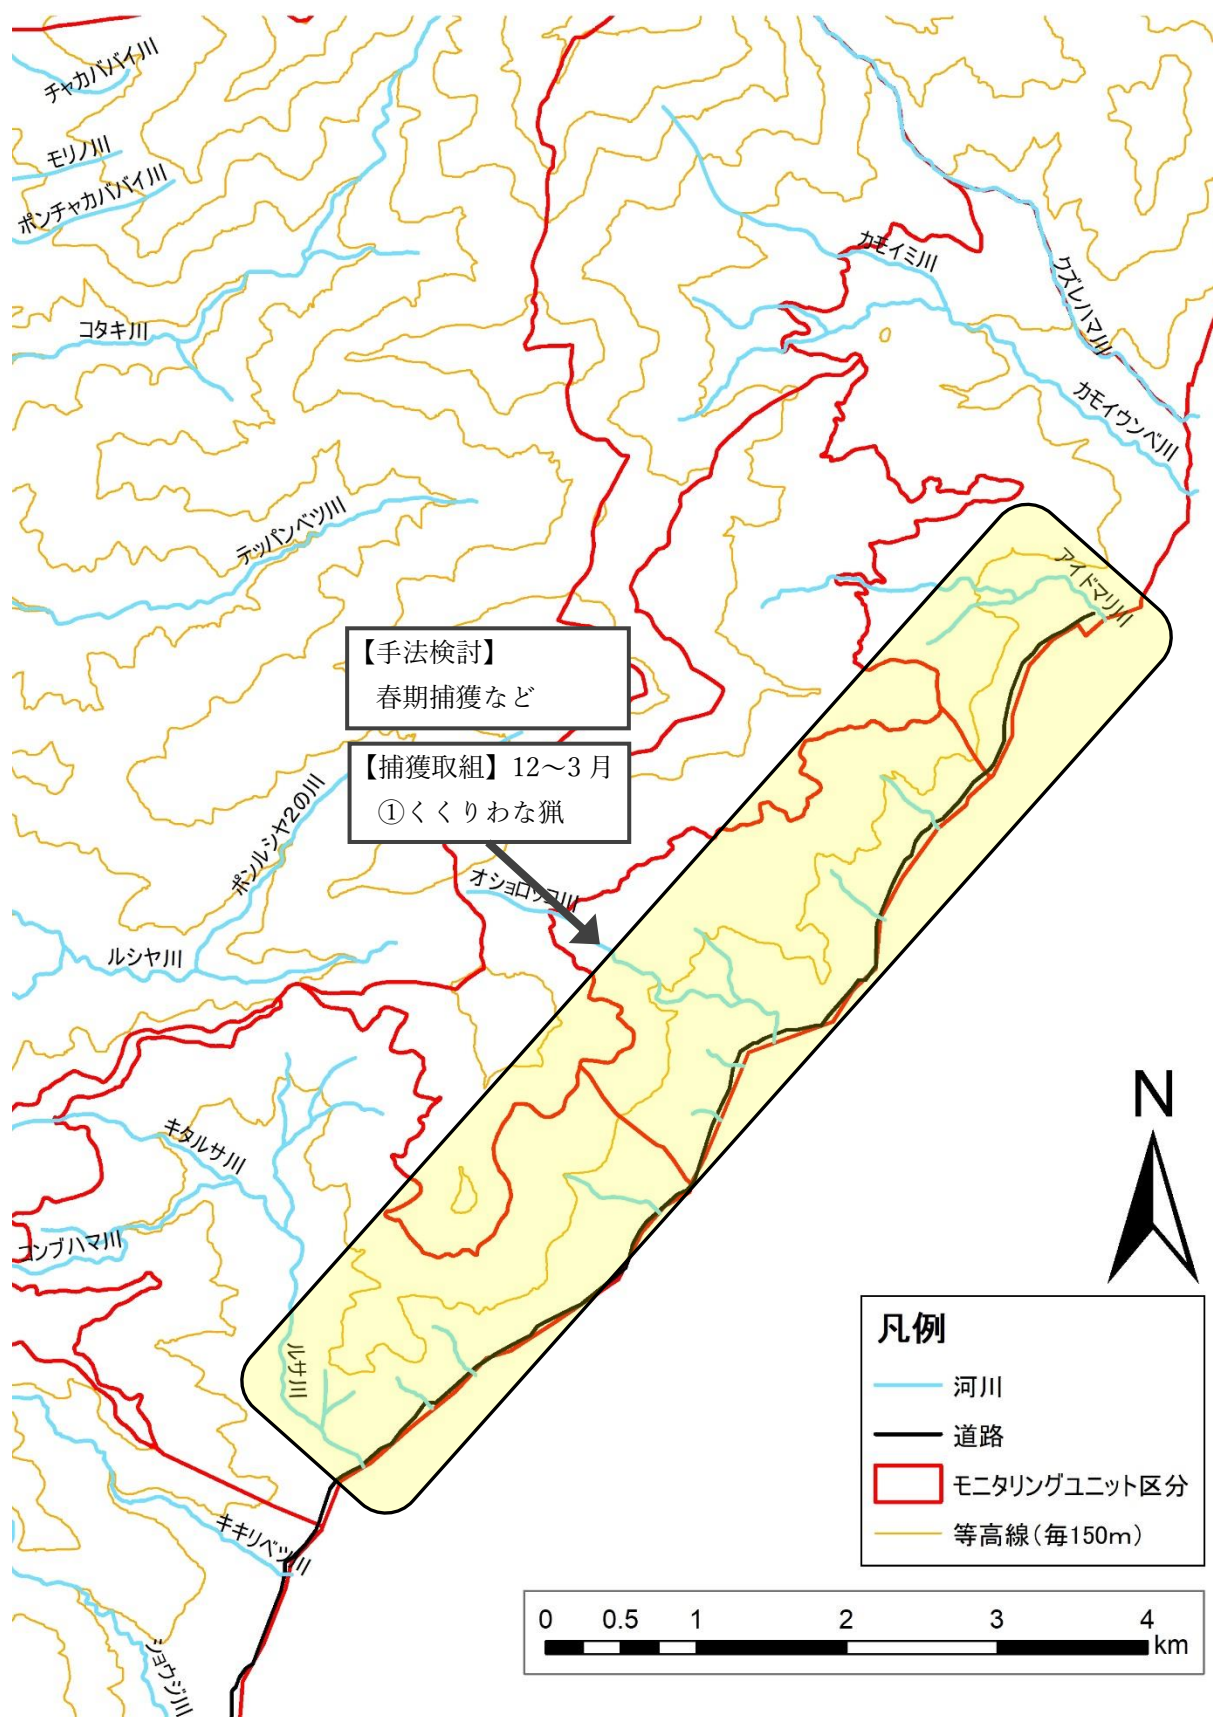 チャカババイ川
モリノ川
ポンチャカババイ川
カモイミ川
クズレハマ川
コタキ川
カモイウンベ川
テッパンベツ川
アイドマリ川
【手法検討】
春期捕獲など
【捕獲取組】12～3月
①くくりわな猟
ポンルシヤ2の川
オショロッコ川
ルシヤ川
キタルサ川
コンブハマ川
ルサ川
キキリベツ川
ショウジ川
N
凡例
河川
道路
モニタリングユニット区分
等高線（毎150m）
0 0.5 1 2 3 4
km